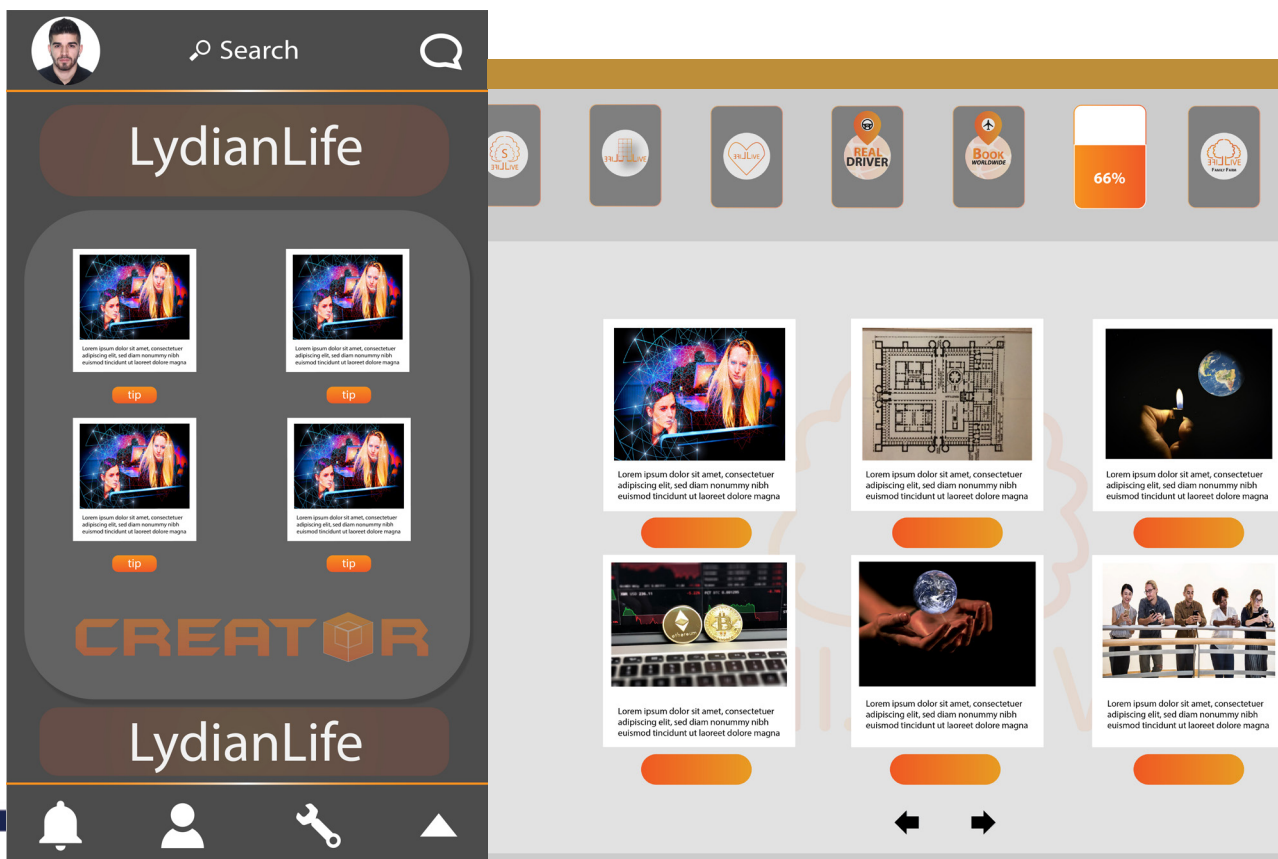 Search
LydianLife
Lorem ipsum dolor sit amet, consectetuer
adipiscing elit, sed diam nonummy nibh
euismod tincidunt ut laoreet dolore magna
Lorem ipsum dolor sit amet, consectetuer
adipiscing elit, sed diam nonummy nibh
euismod tincidunt ut laoreet dolore magna
tip
tip
Lorem ipsum dolor sit amet, consectetuer
adipiscing elit, sed diam nonummy nibh
euismod tincidunt ut laoreet dolore magna
Lorem ipsum dolor sit amet, consectetuer
adipiscing elit, sed diam nonummy nibh
euismod tincidunt ut laoreet dolore magna
tip
tip
CREATOR
LydianLife
S
REAL
DRIVER
BOOK
WORLDWIDE
66%
FAMILY FARM
Lorem ipsum dolor sit amet, consectetuer
adipiscing elit, sed diam nonummy nibh
euismod tincidunt ut laoreet dolore magna
Lorem ipsum dolor sit amet, consectetuer
adipiscing elit, sed diam nonummy nibh
euismod tincidunt ut laoreet dolore magna
Lorem ipsum dolor sit amet, consectetuer
adipiscing elit, sed diam nonummy nibh
euismod tincidunt ut laoreet dolore magna
ethereum
Lorem ipsum dolor sit amet, consectetuer
adipiscing elit, sed diam nonummy nibh
euismod tincidunt ut laoreet dolore magna
Lorem ipsum dolor sit amet, consectetuer
adipiscing elit, sed diam nonummy nibh
euismod tincidunt ut laoreet dolore magna
Lorem ipsum dolor sit amet, consectetuer
adipiscing elit, sed diam nonummy nibh
euismod tincidunt ut laoreet dolore magna